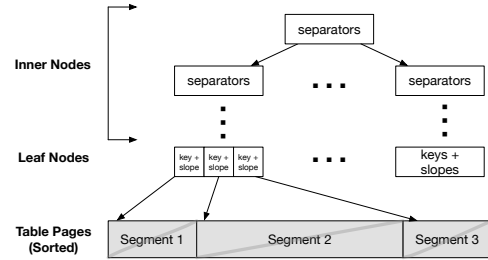 separators
Inner Nodes
separators
separators
Leaf Nodes
key +
slope
key +
slope
key +
slope
keys +
slopes
Table Pages
(Sorted)
Segment 1
Segment 2
Segment 3